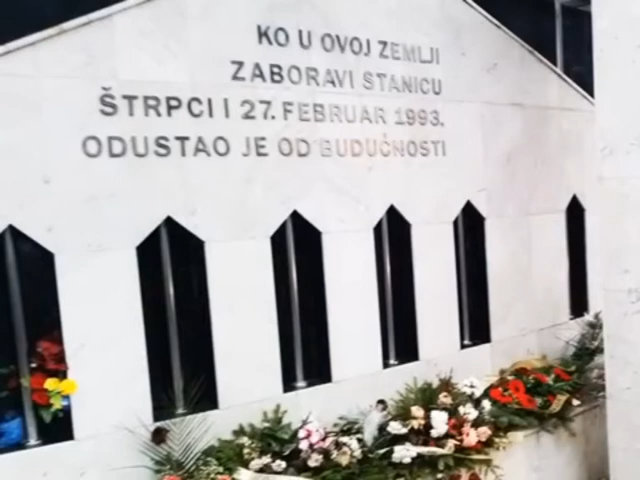 KO U OVOJ ZEMLJI
ZABORAVI STANICU
ŠTRPCI I 27. FEBRUAR 1993.
ODUSTAO JE OD BUDUĆNOSTI